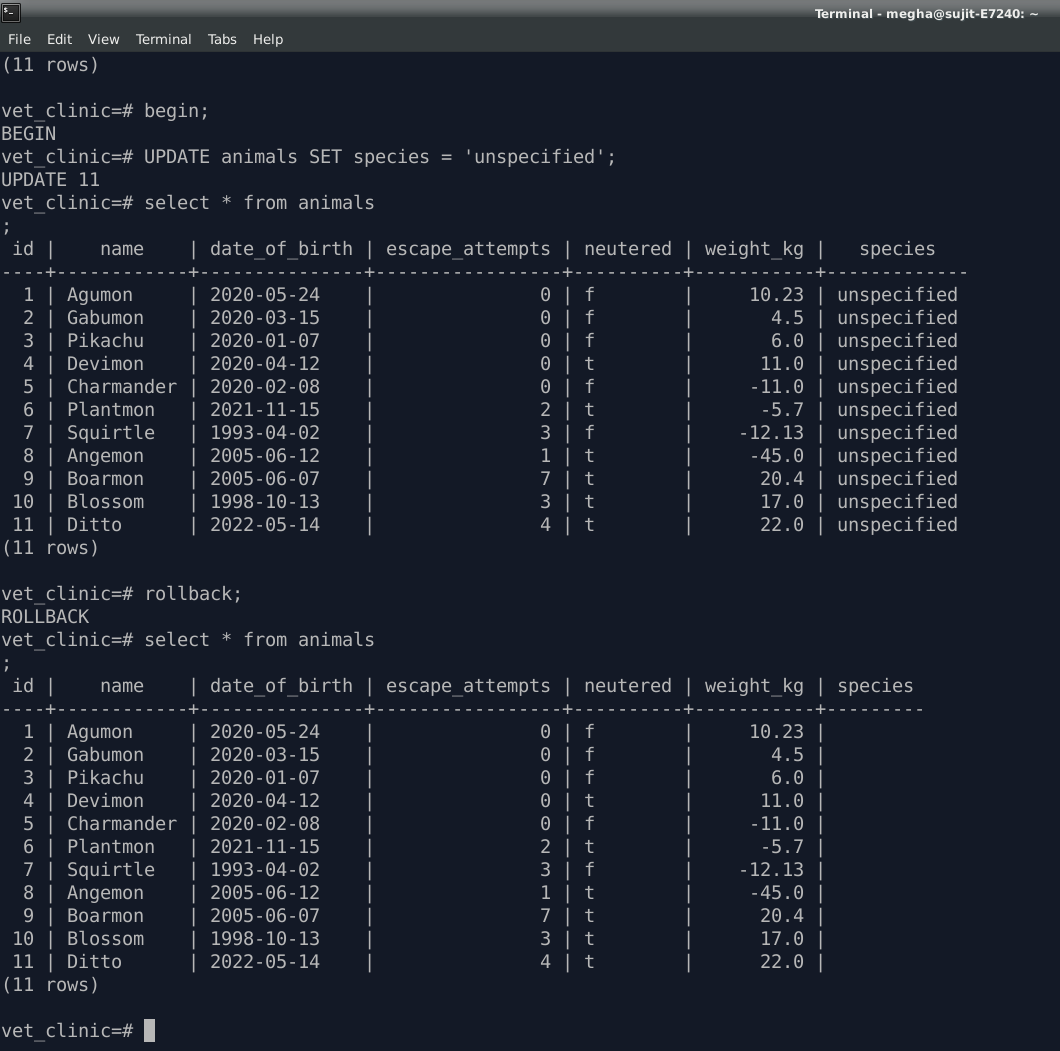 Terminal - megha@sujit-E7240: ~
File Edit View Terminal Tabs Help
(11 rows)
vet_clinic=# begin;
BEGIN
vet_clinic=# UPDATE animals SET species = 'unspecified';
UPDATE 11
vet_clinic=# select * from animals
;
 id |    name    | date_of_birth | escape_attempts | neutered | weight_kg |   species
----+------------+---------------+-----------------+----------+-----------+-------------
  1 | Agumon     | 2020-05-24    |               0 | f        |     10.23 | unspecified
  2 | Gabumon    | 2020-03-15    |               0 | f        |       4.5 | unspecified
  3 | Pikachu    | 2020-01-07    |               0 | f        |       6.0 | unspecified
  4 | Devimon    | 2020-04-12    |               0 | t        |      11.0 | unspecified
  5 | Charmander | 2020-02-08    |               0 | f        |     -11.0 | unspecified
  6 | Plantmon   | 2021-11-15    |               2 | t        |      -5.7 | unspecified
  7 | Squirtle   | 1993-04-02    |               3 | f        |    -12.13 | unspecified
  8 | Angemon    | 2005-06-12    |               1 | t        |     -45.0 | unspecified
  9 | Boarmon    | 2005-06-07    |               7 | t        |      20.4 | unspecified
 10 | Blossom    | 1998-10-13    |               3 | t        |      17.0 | unspecified
 11 | Ditto      | 2022-05-14    |               4 | t        |      22.0 | unspecified
(11 rows)
vet_clinic=# rollback;
ROLLBACK
vet_clinic=# select * from animals
;
 id |    name    | date_of_birth | escape_attempts | neutered | weight_kg | species
----+------------+---------------+-----------------+----------+-----------+---------
  1 | Agumon     | 2020-05-24    |               0 | f        |     10.23 |
  2 | Gabumon    | 2020-03-15    |               0 | f        |       4.5 |
  3 | Pikachu    | 2020-01-07    |               0 | f        |       6.0 |
  4 | Devimon    | 2020-04-12    |               0 | t        |      11.0 |
  5 | Charmander | 2020-02-08    |               0 | f        |     -11.0 |
  6 | Plantmon   | 2021-11-15    |               2 | t        |      -5.7 |
  7 | Squirtle   | 1993-04-02    |               3 | f        |    -12.13 |
  8 | Angemon    | 2005-06-12    |               1 | t        |     -45.0 |
  9 | Boarmon    | 2005-06-07    |               7 | t        |      20.4 |
 10 | Blossom    | 1998-10-13    |               3 | t        |      17.0 |
 11 | Ditto      | 2022-05-14    |               4 | t        |      22.0 |
(11 rows)
vet_clinic=#